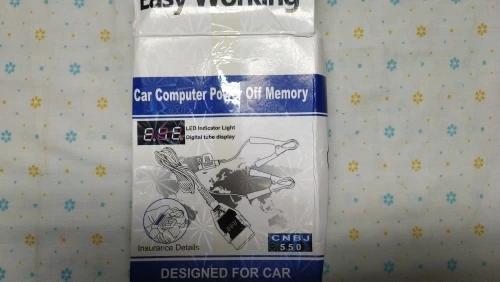 Easy Working
Car Computer Power Off Memory
LED Indicator Light
Digital tube display
Insurance Details
CNBJ
550
DESIGNED FOR CAR